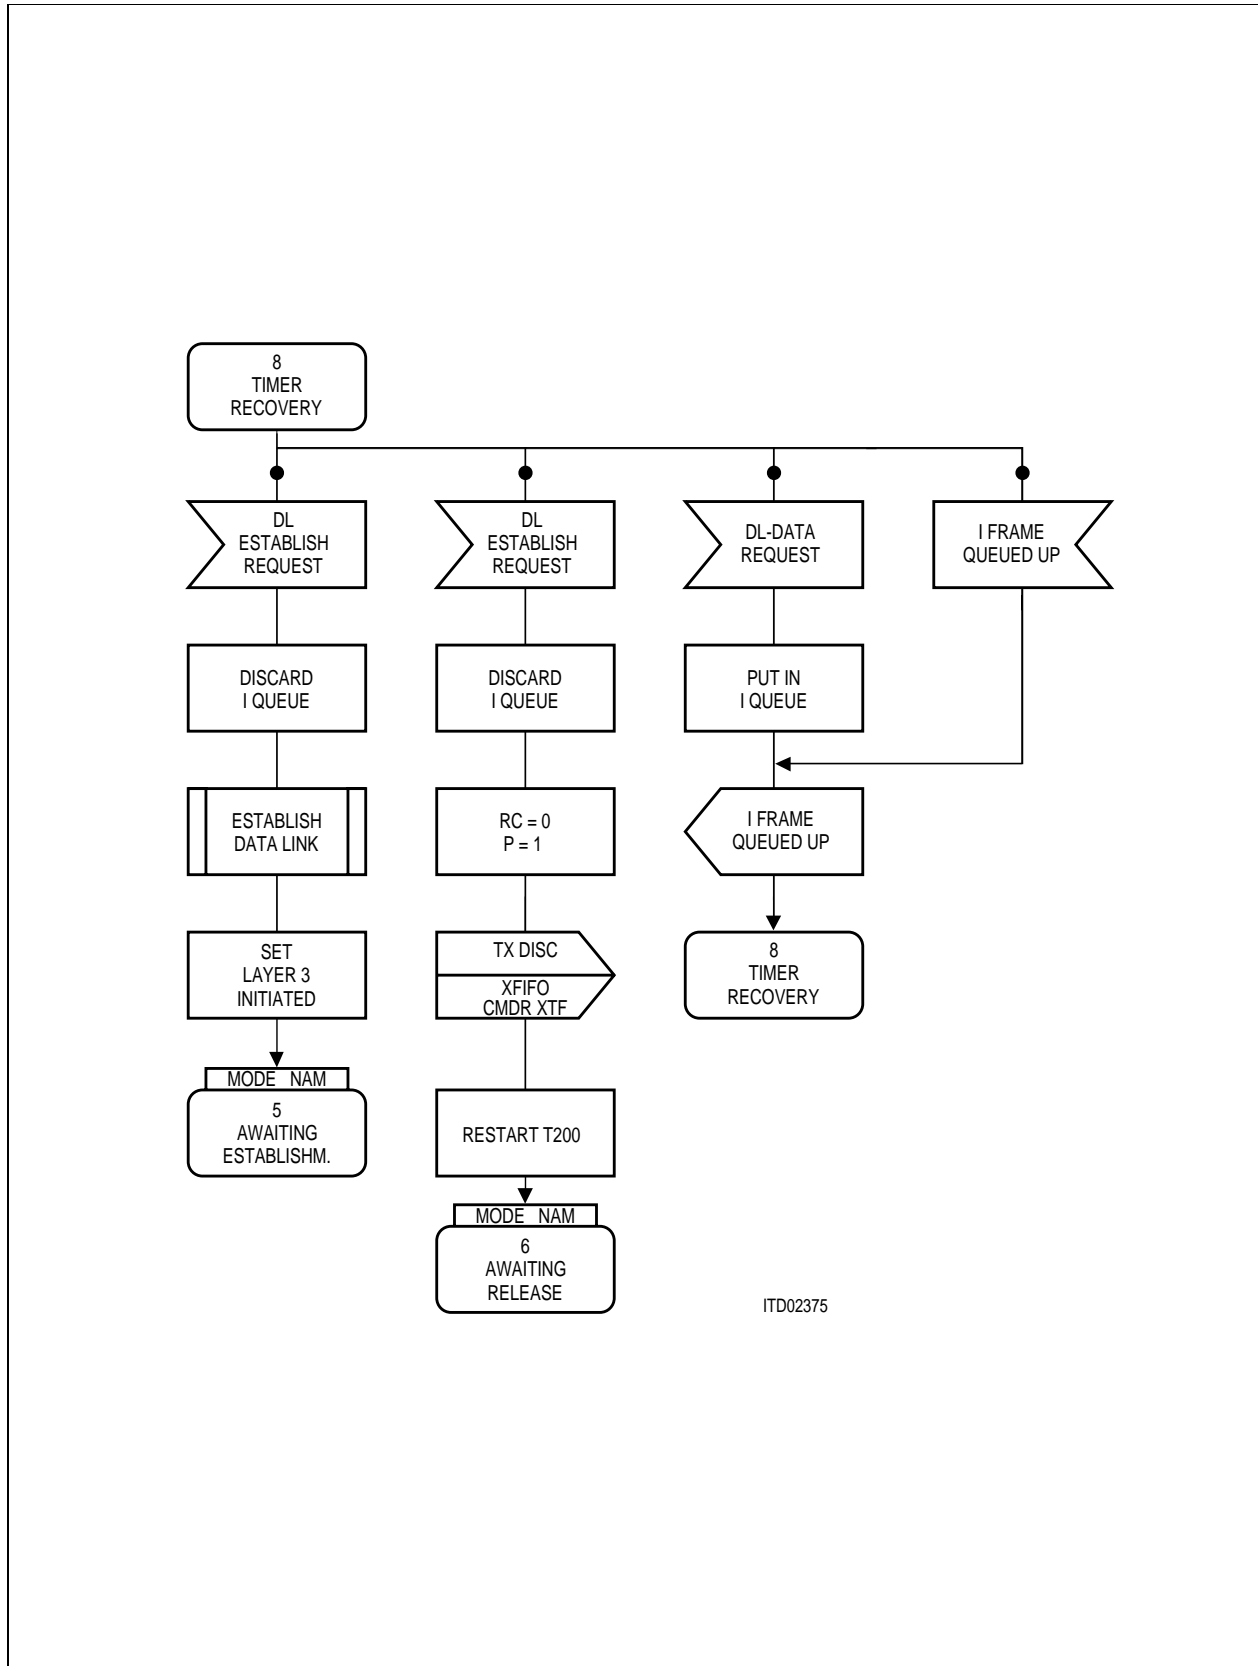 8
TIMER
RECOVERY
DL
ESTABLISH
REQUEST
DISCARD
I QUEUE
ESTABLISH
DATA LINK
SET
LAYER 3
INITIATED
MODE NAM
5
AWAITING
ESTABLISHM.
DL
ESTABLISH
REQUEST
DISCARD
I QUEUE
RC = 0
P = 1
TX DISC
XFIFO
CMDR XTF
RESTART T200
MODE NAM
6
AWAITING
RELEASE
DL-DATA
REQUEST
PUT IN
I QUEUE
I FRAME
QUEUED UP
8
TIMER
RECOVERY
I FRAME
QUEUED UP
ITD02375